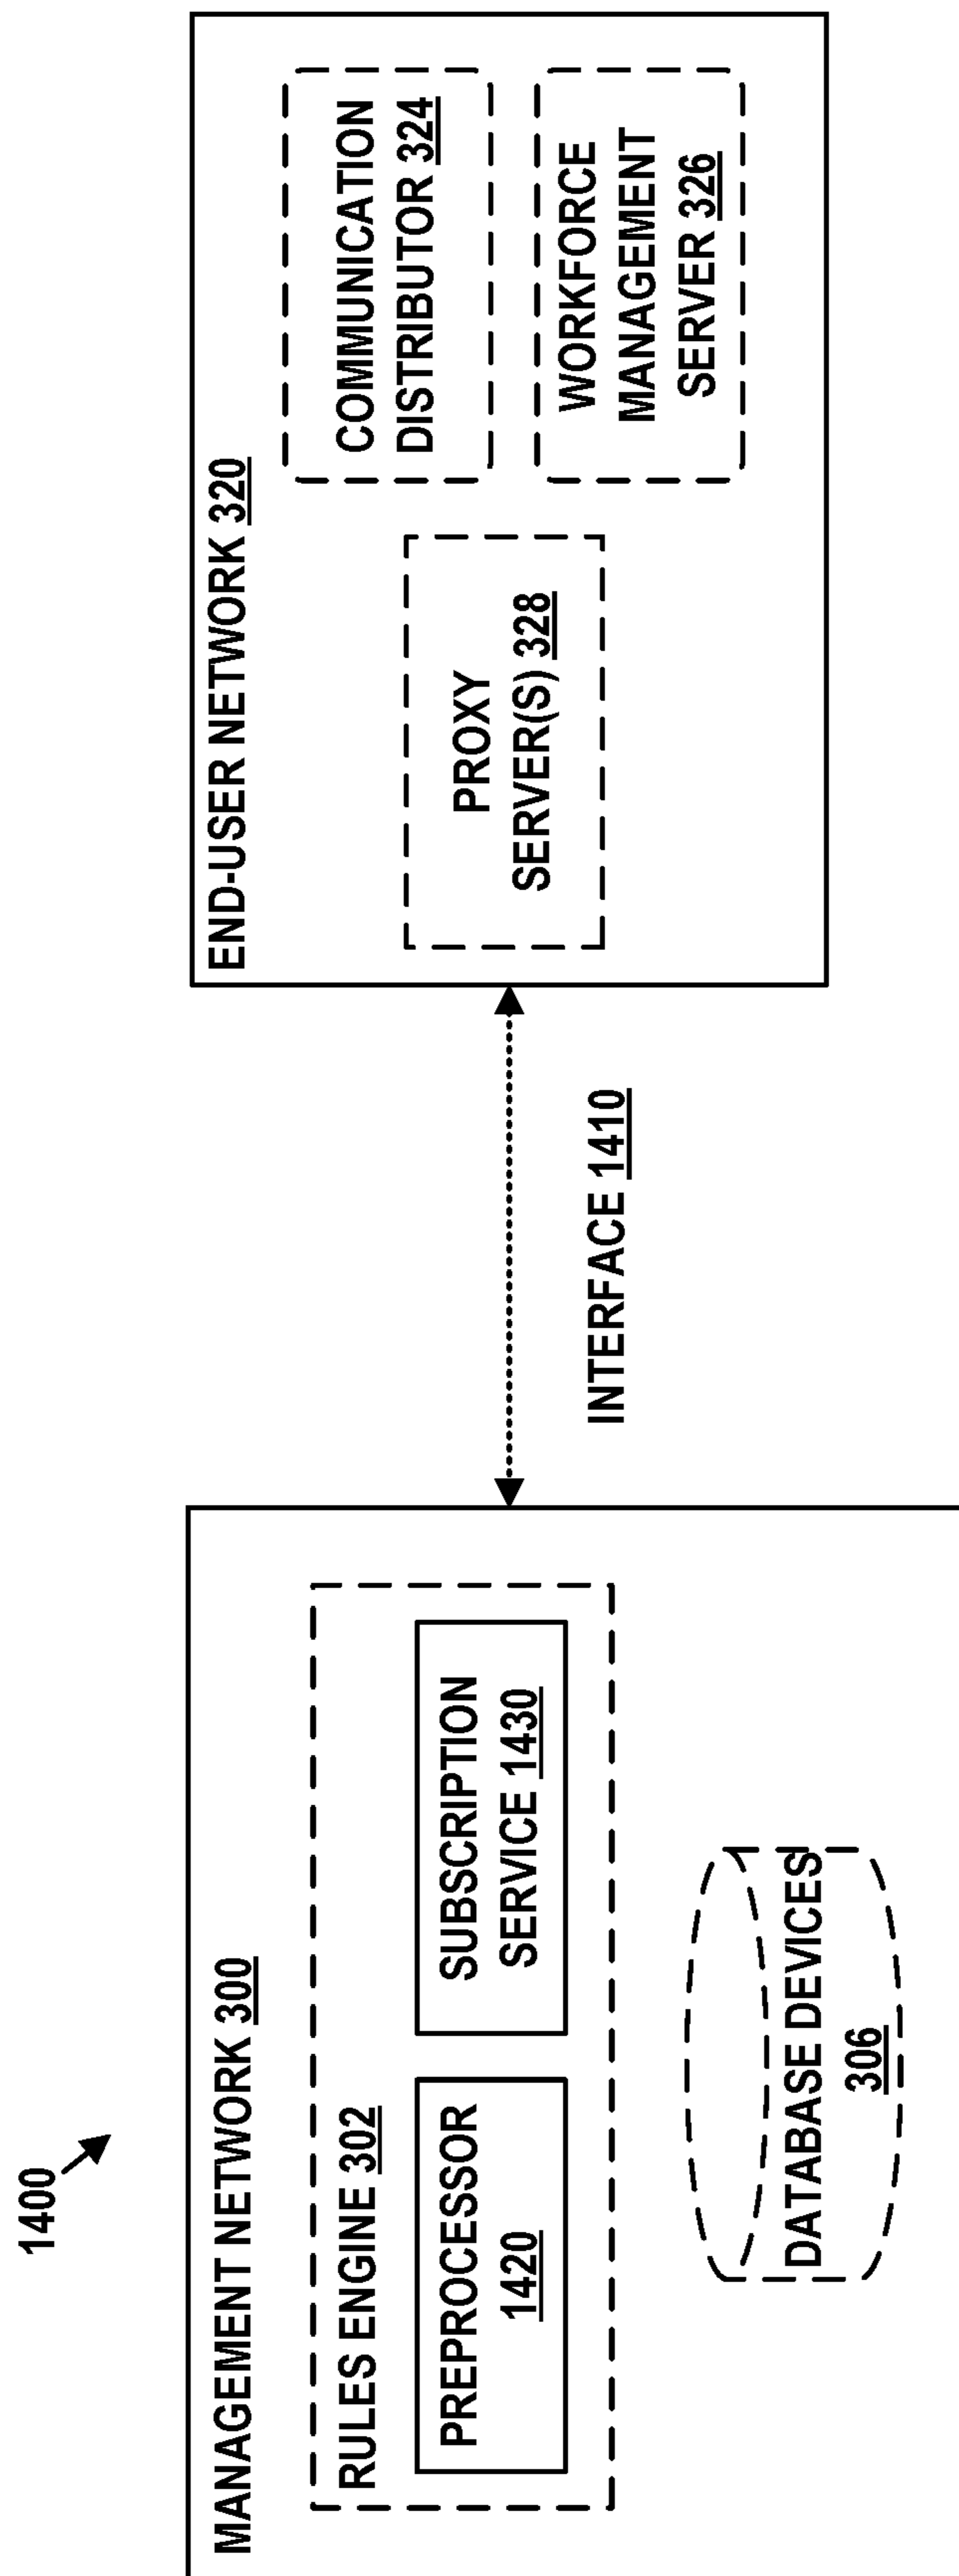 1400
MANAGEMENT NETWORK 300
RULES ENGINE 302
PREPROCESSOR
1420
SUBSCRIPTION
SERVICE 1430
DATABASE DEVICES
306
INTERFACE 1410
END-USER NETWORK 320
PROXY
SERVER(S) 328
COMMUNICATION
DISTRIBUTOR 324
WORKFORCE
MANAGEMENT
SERVER 326